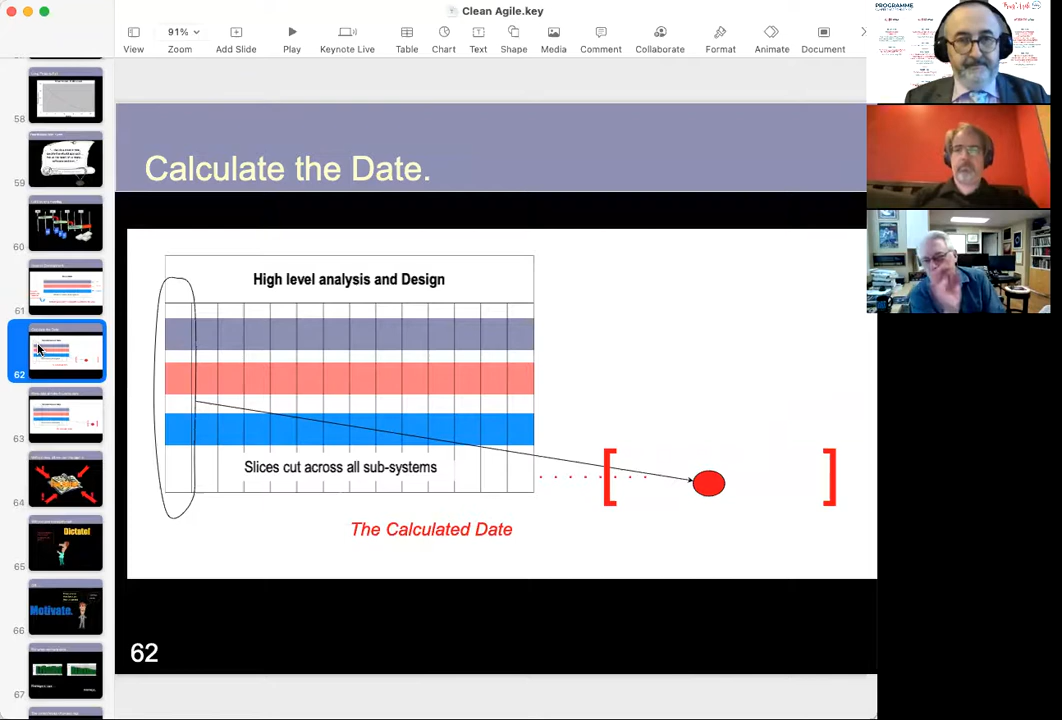 Clean Agile.key
91%
View
Zoom
Add Slide
Play
Keynote Live
Table
Chart
Text
Shape
Media
Comment
Collaborate
Format
Animate
Document
PROGRAMME
58
59
60
61
62
63
64
65
Dictate!
66
Motivate.
67
Calculate the Date.
High level analysis and Design
Slices cut across all sub-systems
The Calculated Date
62